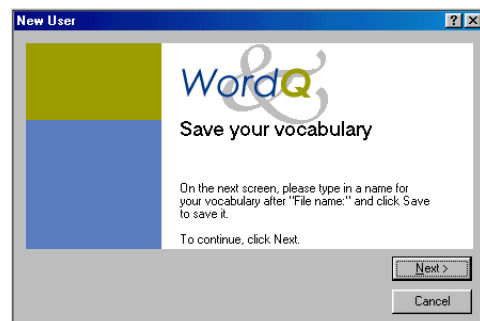 New User
WordQ
Save your vocabulary
On the next screen, please type in a name for
your vocabulary after "File name:" and click Save
to save it.
To continue, click Next.
Next >
Cancel